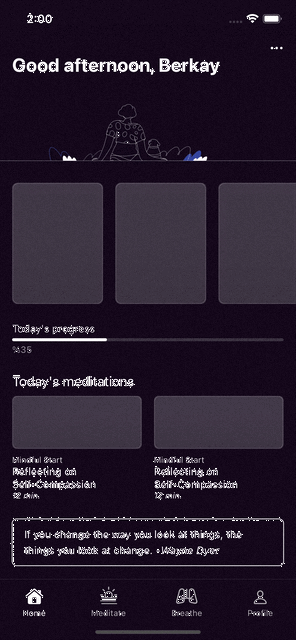 2:00
Good afternoon, Berkay
Today's progress
%35
Today's meditations
Mindful Start
Reflecting on
Self-Compassion
12 min
Mindful Start
Reflecting on
Self-Compassion
12 min
If you change the way you look at things, the
things you look at change. -Wayne Dyer
Home
Meditate
Breathe
Profile